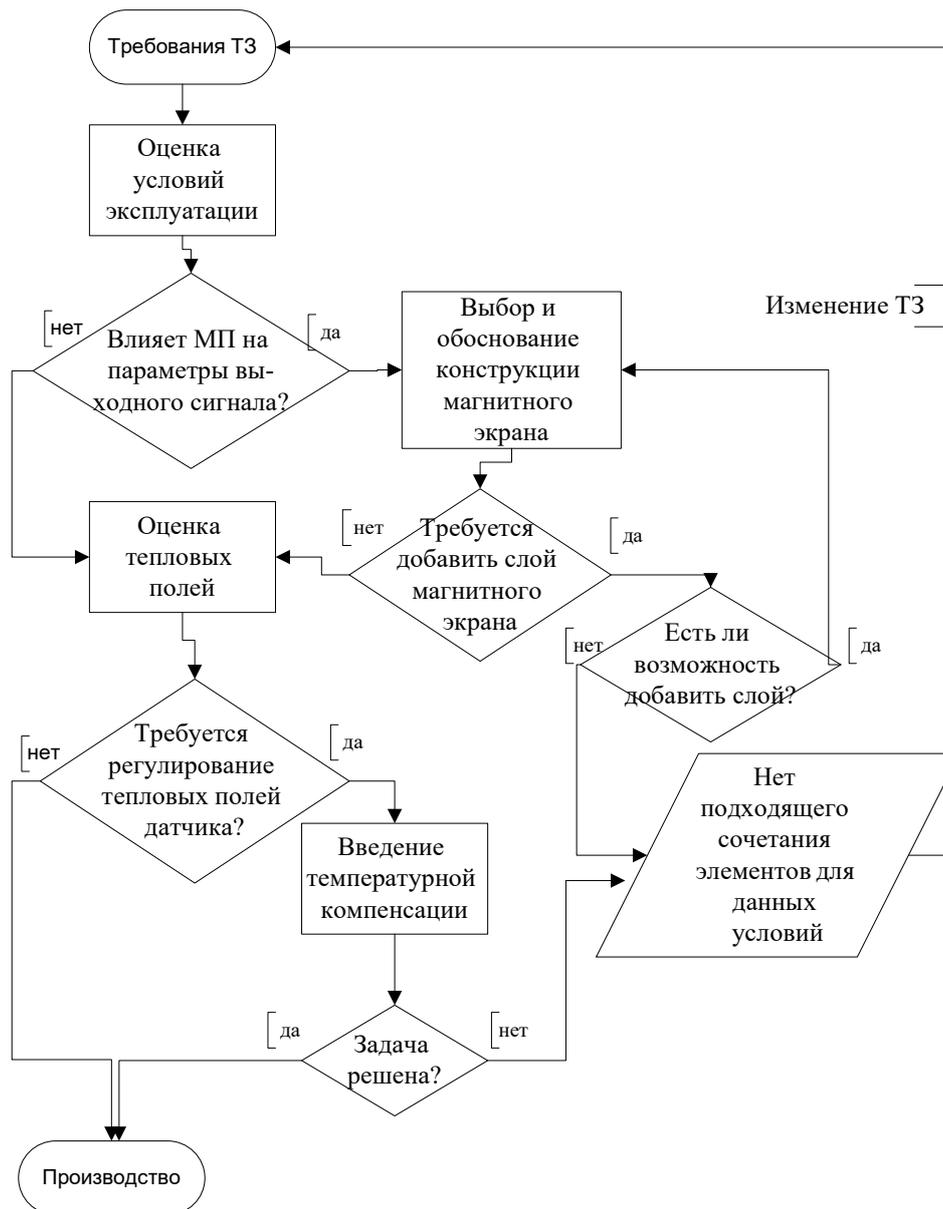 Требования ТЗ
Оценка
условий
эксплуатации
нет
Влияет МП на
параметры вы-
ходного сигнала?
да
Выбор и
обоснование
конструкции
магнитного
экрана
Изменение ТЗ
Оценка
тепловых
полей
нет
Требуется
добавить слой
магнитного
экрана
да
нет
Есть ли
возможность
добавить слой?
да
нет
Требуется
регулирование
тепловых полей
датчика?
да
Введение
температурной
компенсации
Нет
подходящего
сочетания
элементов для
данных
условий
да
Задача
решена?
нет
Производство